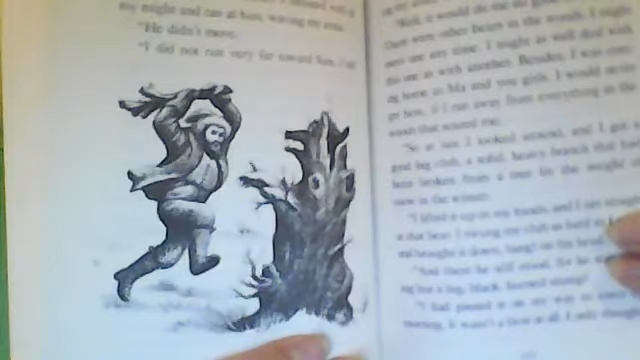 my might and ran at him, waving my arms.
"He didn't move.
"I did not run very far toward him, I
"Well, it would do me no good
There were other bears in the woods. I might
meet one any time. I might as well deal with
this one as with another. Besides, I was com-
ing home to Ma and you girls. I would never
get here, if I ran away from everything in the
woods that scared me.
"So at last I looked around, and I got a
good big club, a solid, heavy branch that had
been broken from a tree by the weight of
snow in the winter.
"I lifted it up in my hands, and I ran straight
at that bear. I swung my club as hard as I
and brought it down, bang! on his head.
"And there he still stood, for he was
ing but a big, black, burned stump!
"I had passed it on my way to
morning. It wasn't a bear at all. I only thought